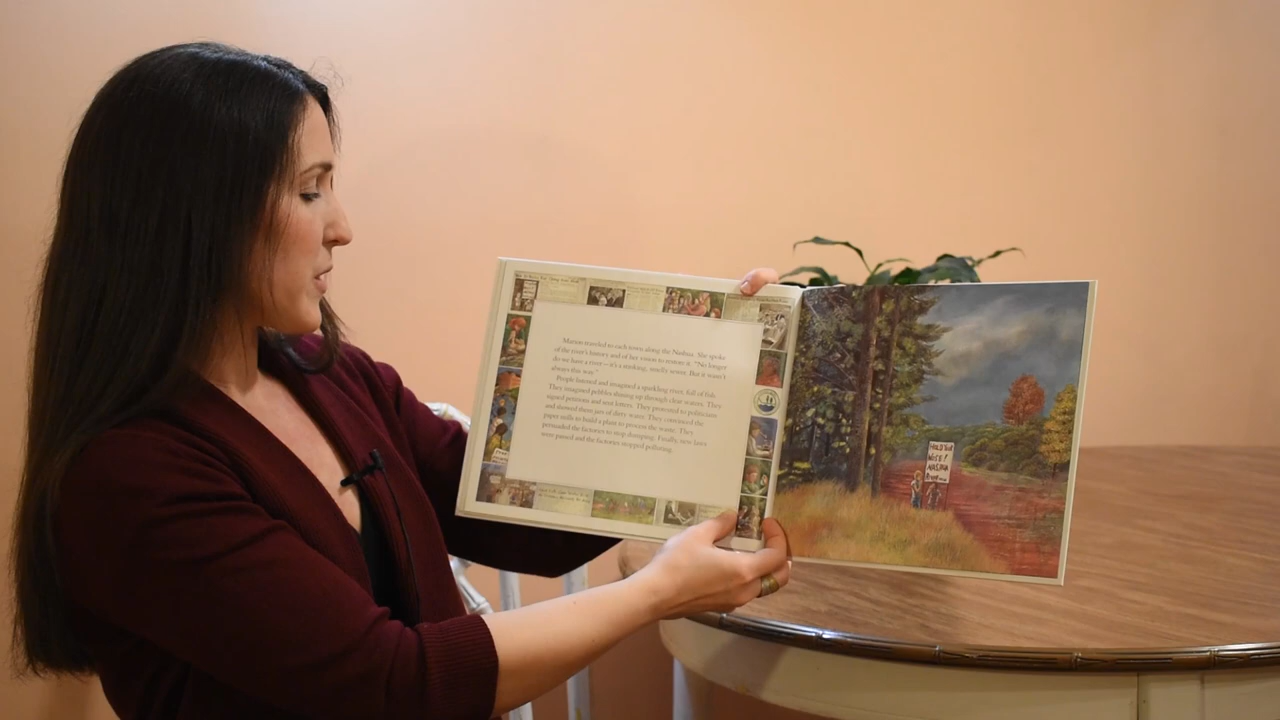 Marion traveled to each town along the Nashua. She spoke
of the river's history and of her vision to restore it. "No longer
do we have a river—it's a stinking, smelly sewer. But it wasn't
always this way."
People listened and imagined a sparkling river, full of fish.
They imagined pebbles shining up through clear waters. They
signed petitions and sent letters. They protested to politicians
and showed them jars of dirty water. They convinced the
paper mills to build a plant to process the waste. They
persuaded the factories to stop dumping. Finally, new laws
were passed and the factories stopped polluting.
HOLD YOUR
NOSE!
NASHUA